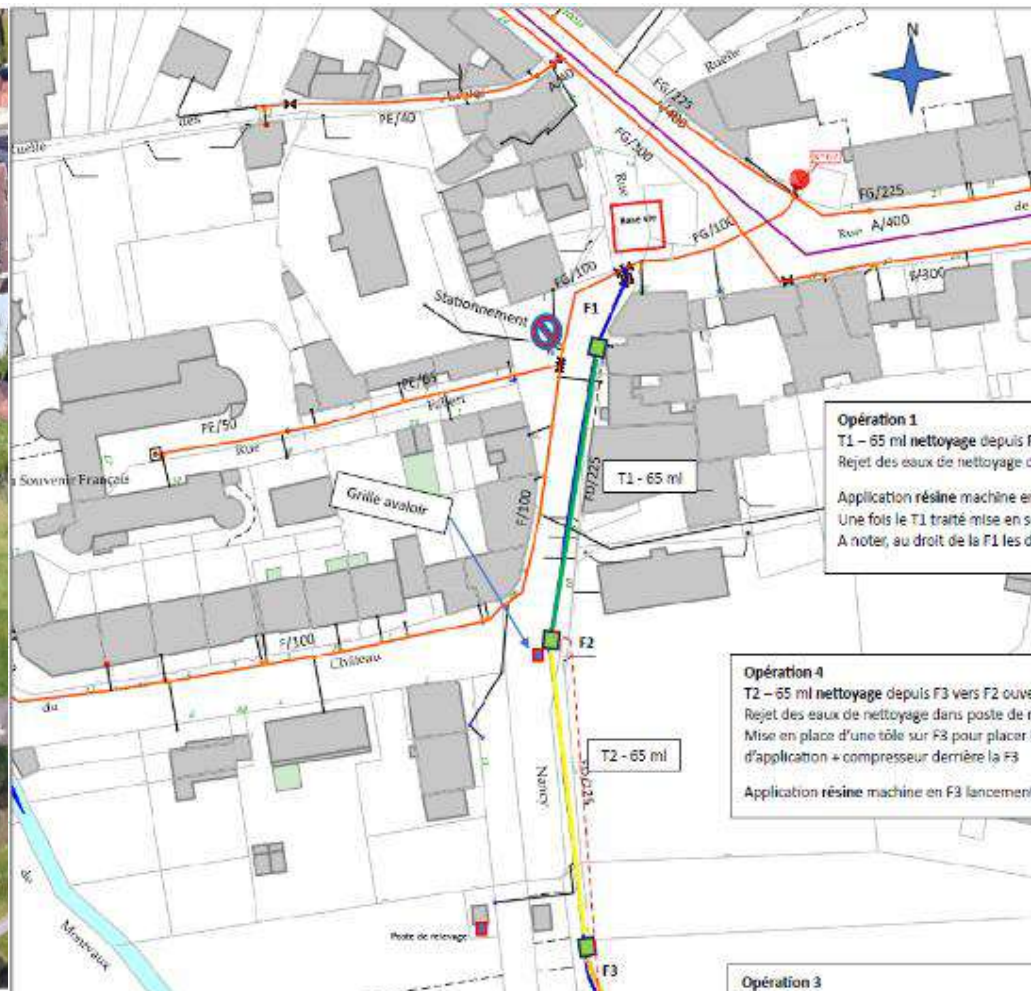 N
Ruelle
FG/225
A/400
A/40
PE/40
des
FG/300
Rue
FG/225
Rue A/400 de
Base vie
FG/100
FG/100
Stationnement
F1
PE/65
PE/50
Rue
Souvenir Français
T1 - 65 ml
Grille avaloir
F/100
F/100
Château
du
F2
T2 - 65 ml
Nancy
du
Montvaux
Poste de relevage
F3
Opération 1
T1 – 65 ml nettoyage depuis F
Rejet des eaux de nettoyage d
Application résine machine en
Une fois le T1 traité mise en s
A noter, au droit de la F1 les d
Opération 4
T2 – 65 ml nettoyage depuis F3 vers F2 ouve
Rejet des eaux de nettoyage dans poste de r
Mise en place d'une tôle sur F3 pour placer
d'application + compresseur derrière la F3
Application résine machine en F3 lancement
Opération 3